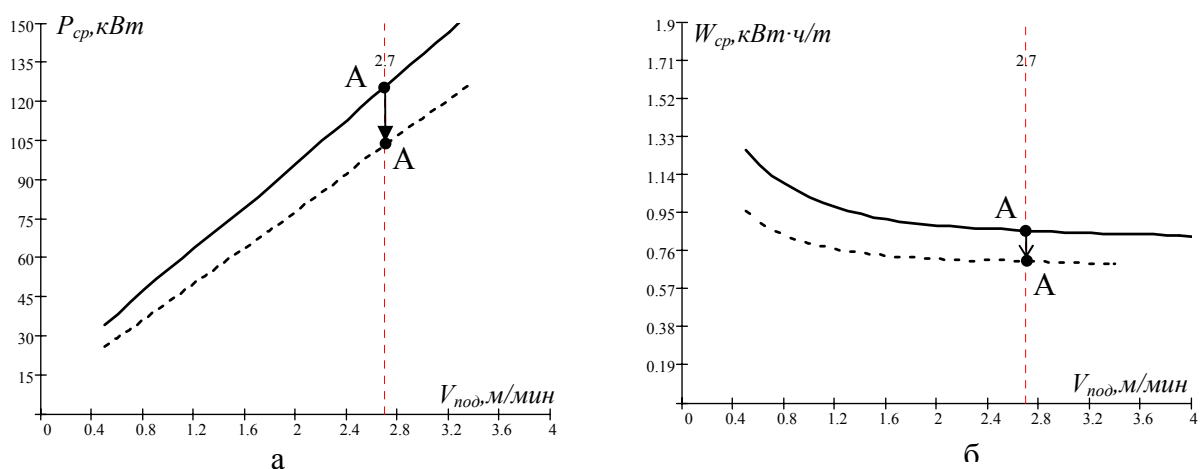 P_ср,кВт
150
135
120
105
90
75
60
45
30
15
2.7
А
А
V_под,м/мин
0 0.4 0.8 1.2 1.6 2 2.4 2.8 3.2 3.6 4
а
W_ср,кВт·ч/т
1.9
1.71
1.52
1.33
1.14
0.95
0.76
0.57
0.38
0.19
2.7
А
А
V_под,м/мин
0 0.4 0.8 1.2 1.6 2 2.4 2.8 3.2 3.6 4
б